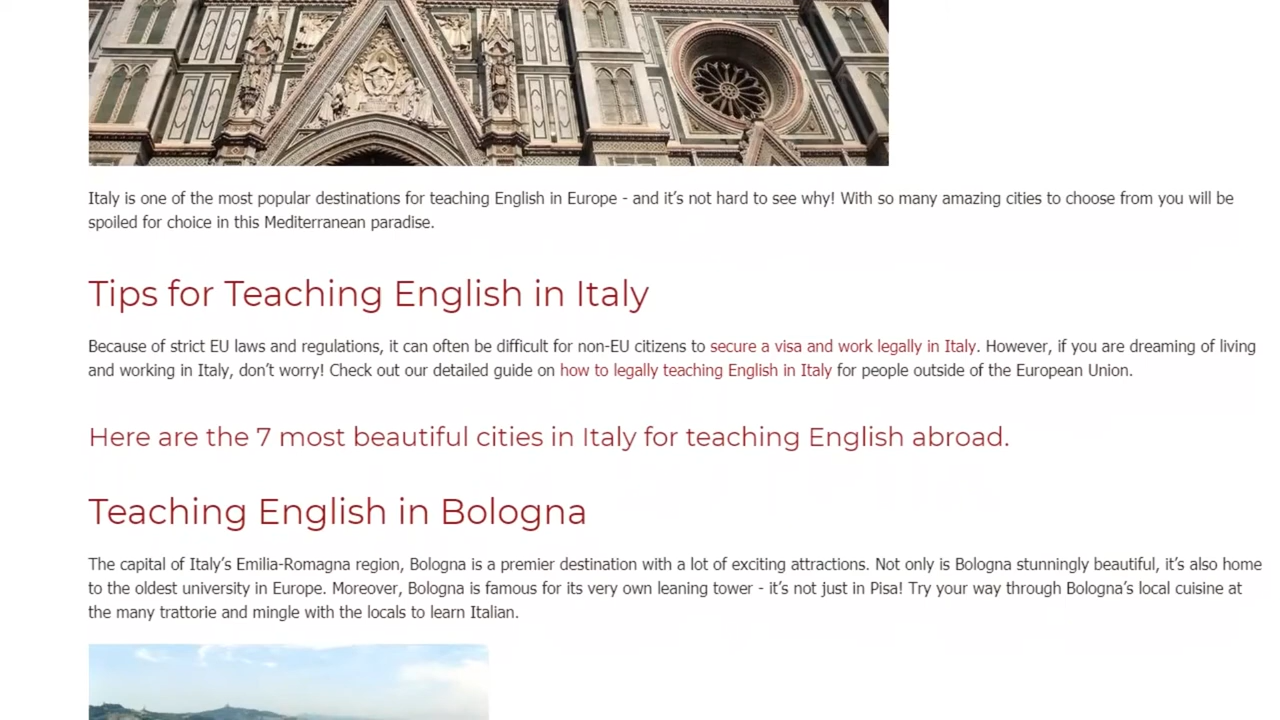 Italy is one of the most popular destinations for teaching English in Europe - and it’s not hard to see why! With so many amazing cities to choose from you will be
spoiled for choice in this Mediterranean paradise.
Tips for Teaching English in Italy
Because of strict EU laws and regulations, it can often be difficult for non-EU citizens to secure a visa and work legally in Italy. However, if you are dreaming of living
and working in Italy, don’t worry! Check out our detailed guide on how to legally teaching English in Italy for people outside of the European Union.
Here are the 7 most beautiful cities in Italy for teaching English abroad.
Teaching English in Bologna
The capital of Italy’s Emilia-Romagna region, Bologna is a premier destination with a lot of exciting attractions. Not only is Bologna stunningly beautiful, it’s also home
to the oldest university in Europe. Moreover, Bologna is famous for its very own leaning tower - it’s not just in Pisa! Try your way through Bologna’s local cuisine at
the many trattorie and mingle with the locals to learn Italian.